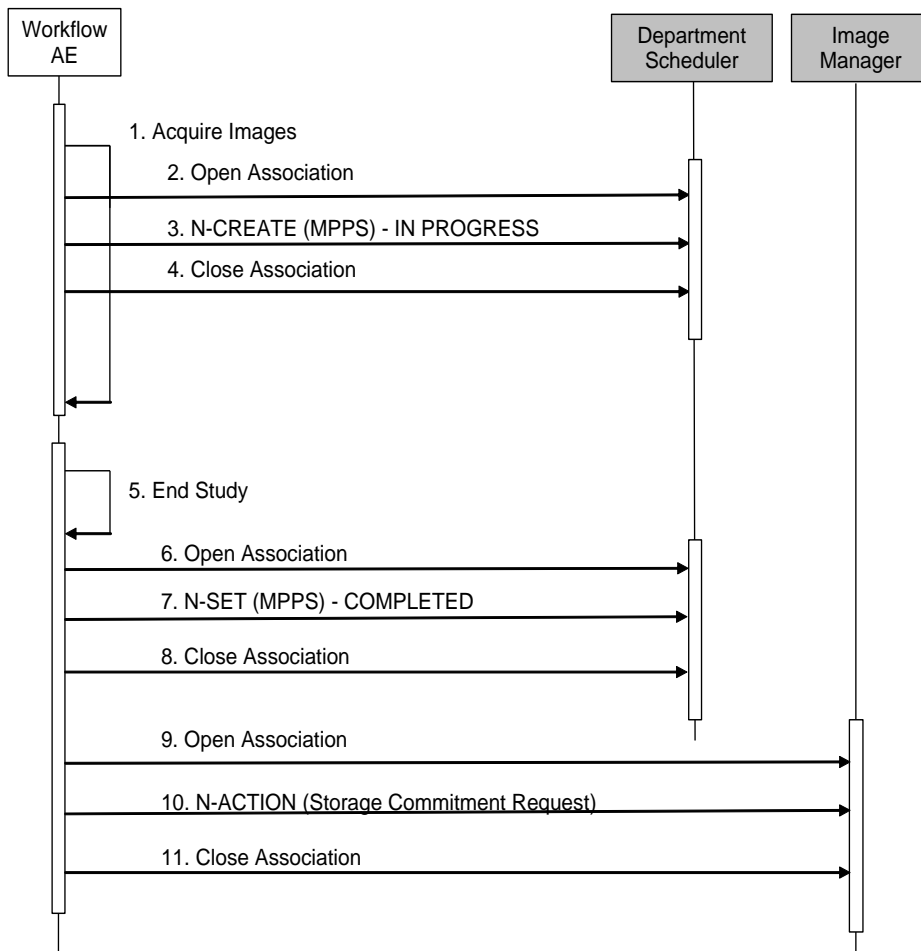 Workflow
AE
Department
Scheduler
Image
Manager
1. Acquire Images
2. Open Association
3. N-CREATE (MPPS) - IN PROGRESS
4. Close Association
5. End Study
6. Open Association
7. N-SET (MPPS) - COMPLETED
8. Close Association
9. Open Association
10. N-ACTION (Storage Commitment Request)
11. Close Association